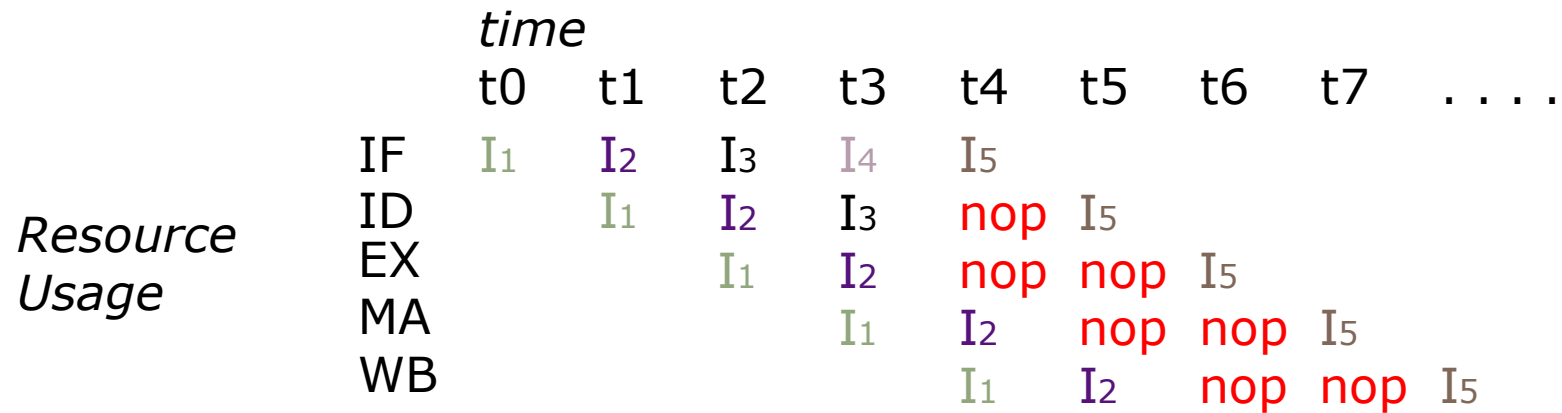 time
t0 t1 t2 t3 t4 t5 t6 t7 . . . .
IF I1 I2 I3 I4 I5
ID I1 I2 I3 nop I5
Resource
Usage
EX I1 I2 nop nop I5
MA I1 I2 nop nop I5
WB I1 I2 nop nop I5